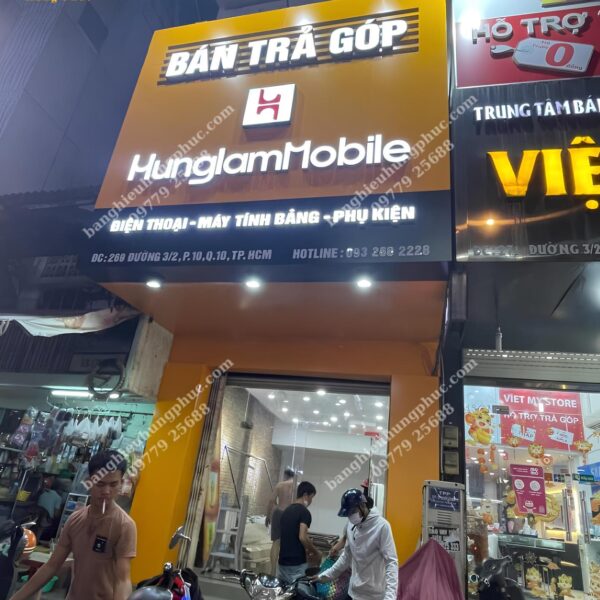 BÁN TRẢ GÓP
HunglamMobile
ĐIỆN THOẠI - MÁY TÍNH BẢNG - PHỤ KIỆN
ĐC: 268 ĐƯỜNG 3/2, P.10, Q.10, TP. HCM HOTLINE: 093 268 2228
HỖ TRỢ
0
TRUNG TÂM BẢ
VIỆ
ĐƯỜNG 3/2
VIET MY STORE
HỖ TRỢ TRẢ GÓP
banghieuhungphuc.com
09779 25688